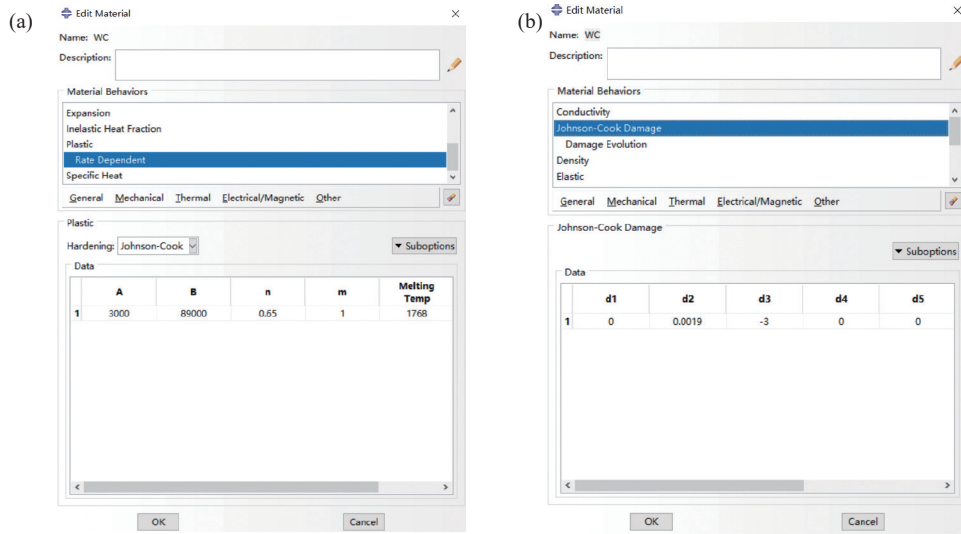 (a)
Edit Material
Name: WC
Description:
Material Behaviors
Expansion
Inelastic Heat Fraction
Plastic
Rate Dependent
Specific Heat
General Mechanical Thermal Electrical/Magnetic Other
Plastic
Hardening: Johnson-Cook
Suboptions
Data
A B n m Melting Temp
1 3000 89000 0.65 1 1768
OK Cancel
(b)
Edit Material
Name: WC
Description:
Material Behaviors
Conductivity
Johnson-Cook Damage
Damage Evolution
Density
Elastic
General Mechanical Thermal Electrical/Magnetic Other
Johnson-Cook Damage
Suboptions
Data
d1 d2 d3 d4 d5
1 0 0.0019 -3 0 0
OK Cancel